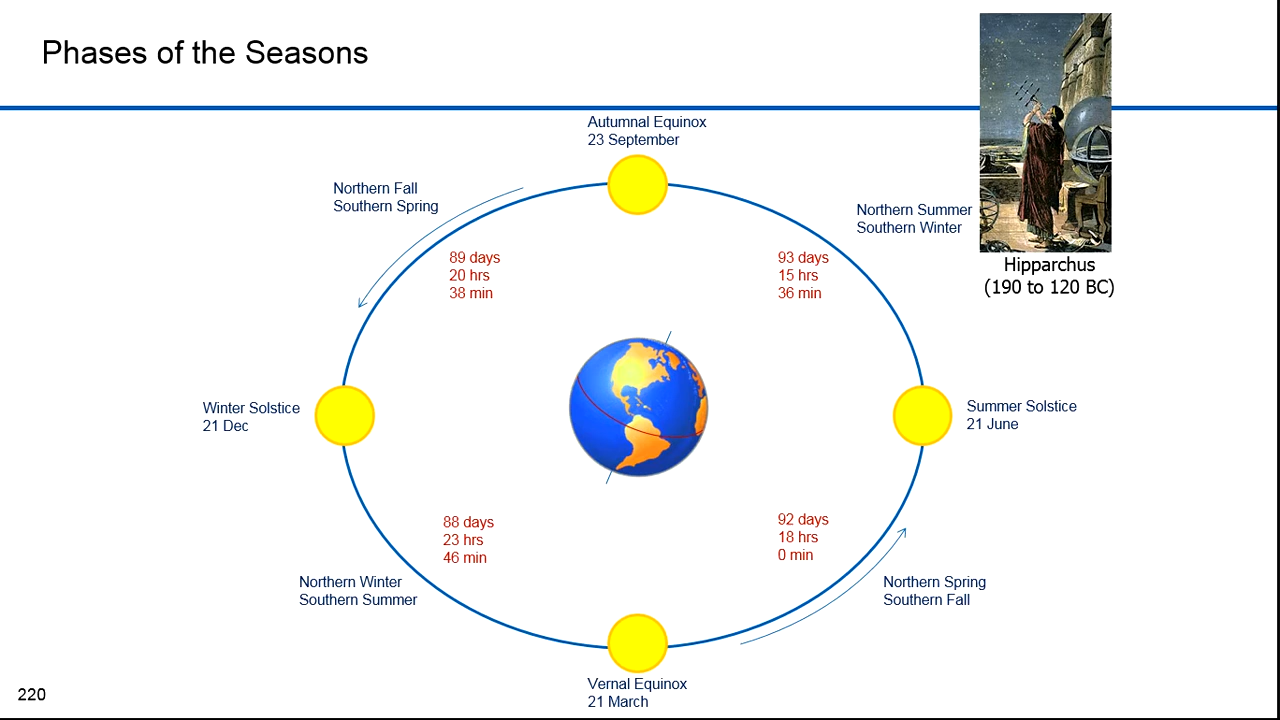 Phases of the Seasons
Autumnal Equinox
23 September
Northern Fall
Southern Spring
Northern Summer
Southern Winter
Hipparchus
(190 to 120 BC)
89 days
20 hrs
38 min
93 days
15 hrs
36 min
Winter Solstice
21 Dec
Summer Solstice
21 June
88 days
23 hrs
46 min
92 days
18 hrs
0 min
Northern Winter
Southern Summer
Northern Spring
Southern Fall
Vernal Equinox
21 March
220